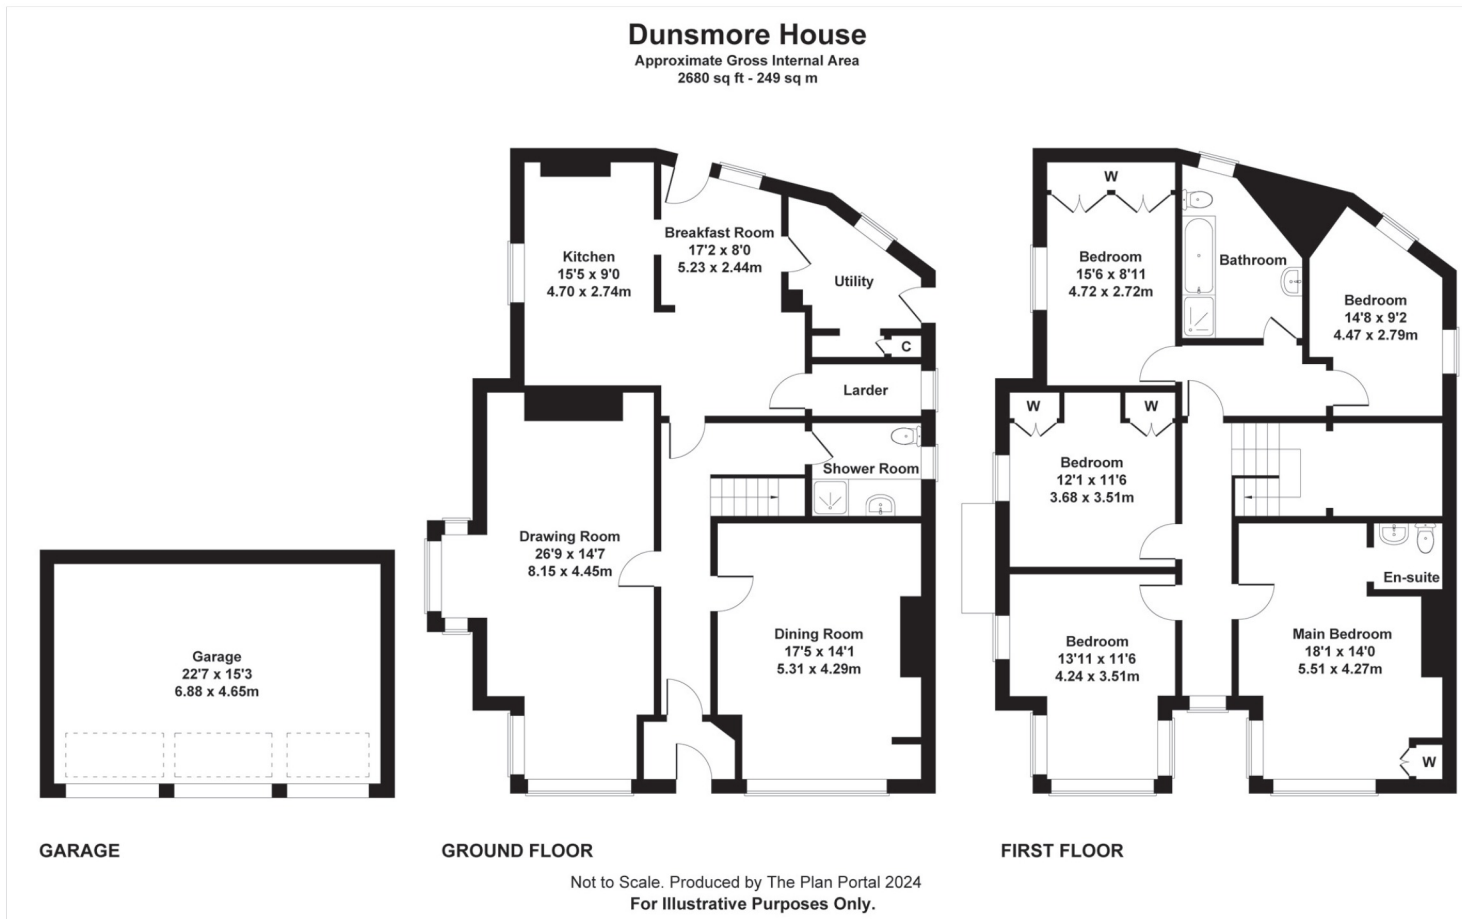 Dunsmore House
Approximate Gross Internal Area
2680 sq ft - 249 sq m
Garage
22'7 x 15'3
6.88 x 4.65m
GARAGE
Kitchen
15'5 x 9'0
4.70 x 2.74m
Breakfast Room
17'2 x 8'0
5.23 x 2.44m
Utility
C
Larder
Shower Room
Drawing Room
26'9 x 14'7
8.15 x 4.45m
Dining Room
17'5 x 14'1
5.31 x 4.29m
GROUND FLOOR
W
Bedroom
15'6 x 8'11
4.72 x 2.72m
Bathroom
Bedroom
14'8 x 9'2
4.47 x 2.79m
W
W
Bedroom
12'1 x 11'6
3.68 x 3.51m
En-suite
Bedroom
13'11 x 11'6
4.24 x 3.51m
Main Bedroom
18'1 x 14'0
5.51 x 4.27m
W
FIRST FLOOR
Not to Scale. Produced by The Plan Portal 2024
For Illustrative Purposes Only.